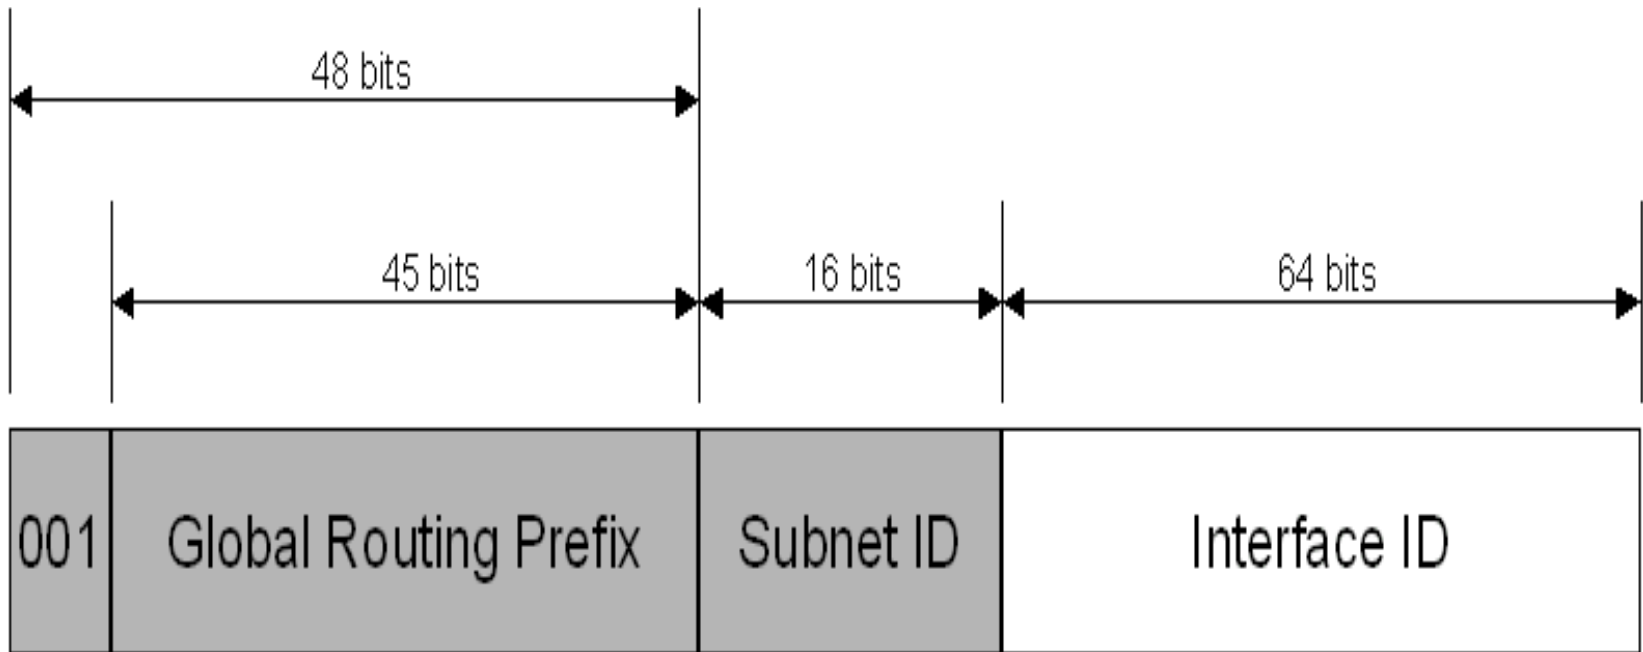 48 bits
45 bits
16 bits
64 bits
001
Global Routing Prefix
Subnet ID
Interface ID